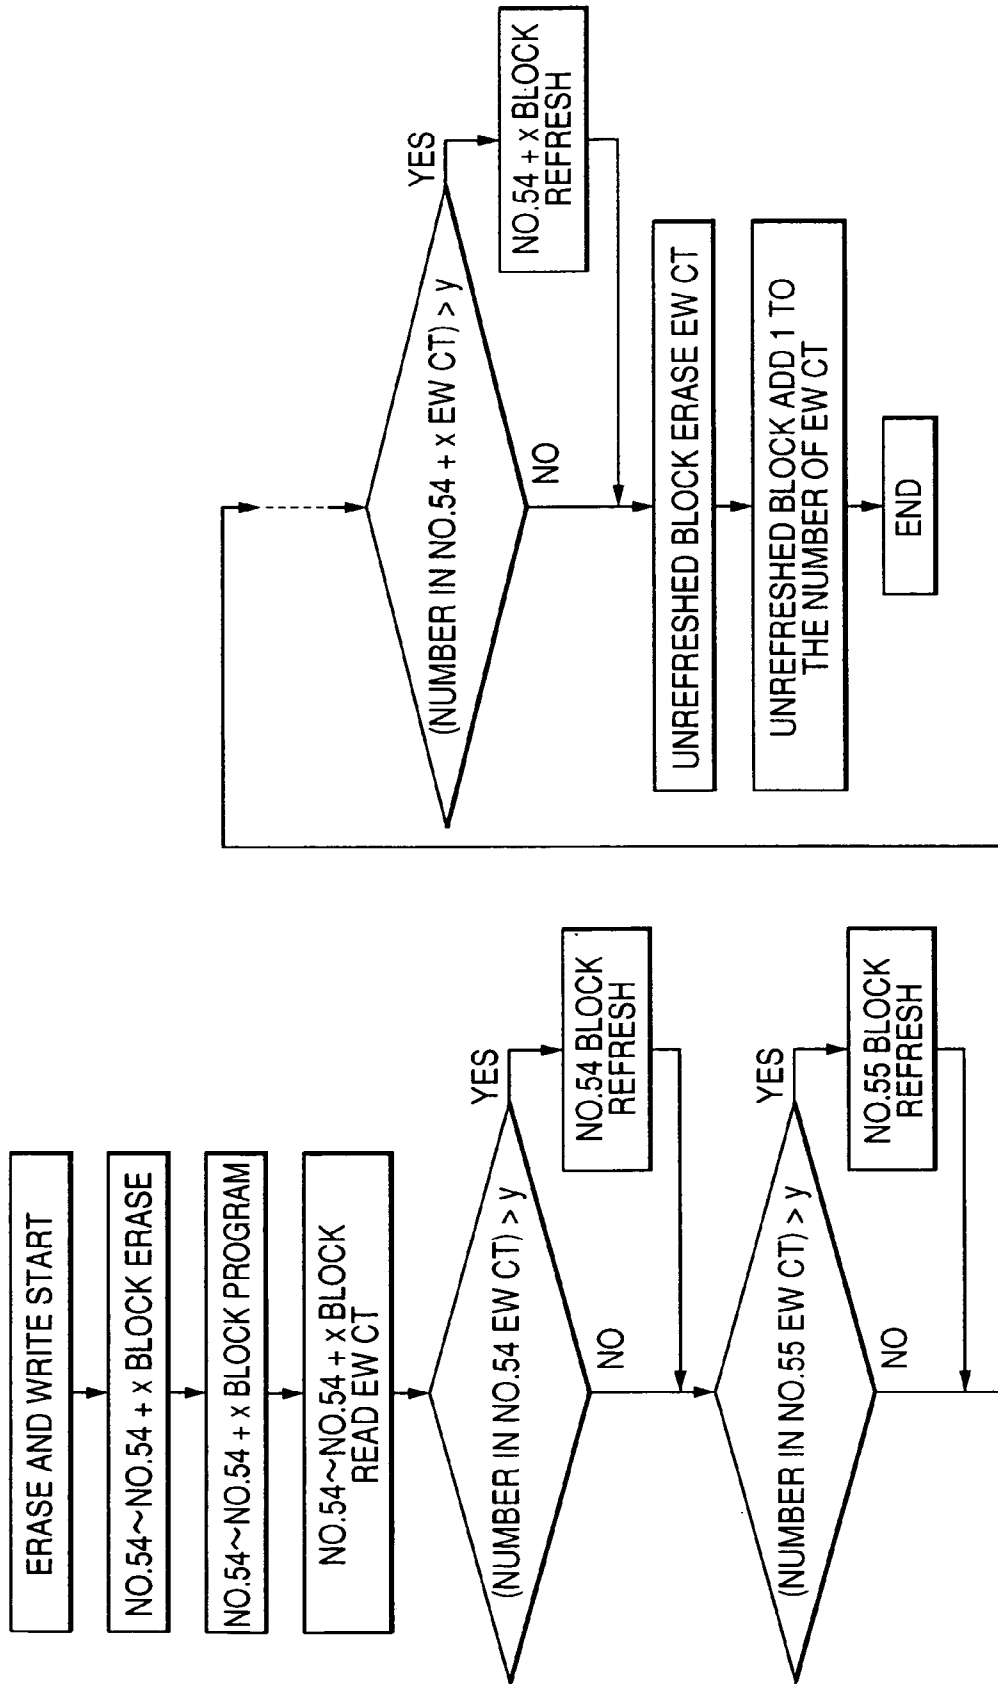 ERASE AND WRITE START
NO.54~NO.54 + x BLOCK ERASE
NO.54~NO.54 + x BLOCK PROGRAM
NO.54~NO.54 + x BLOCK
READ EW CT
(NUMBER IN NO.54 EW CT) > y
YES
NO.54 BLOCK
REFRESH
NO
(NUMBER IN NO.55 EW CT) > y
YES
NO.55 BLOCK
REFRESH
NO
(NUMBER IN NO.54 + x EW CT) > y
YES
NO.54 + x BLOCK
REFRESH
NO
UNREFRESHED BLOCK ERASE EW CT
UNREFRESHED BLOCK ADD 1 TO
THE NUMBER OF EW CT
END